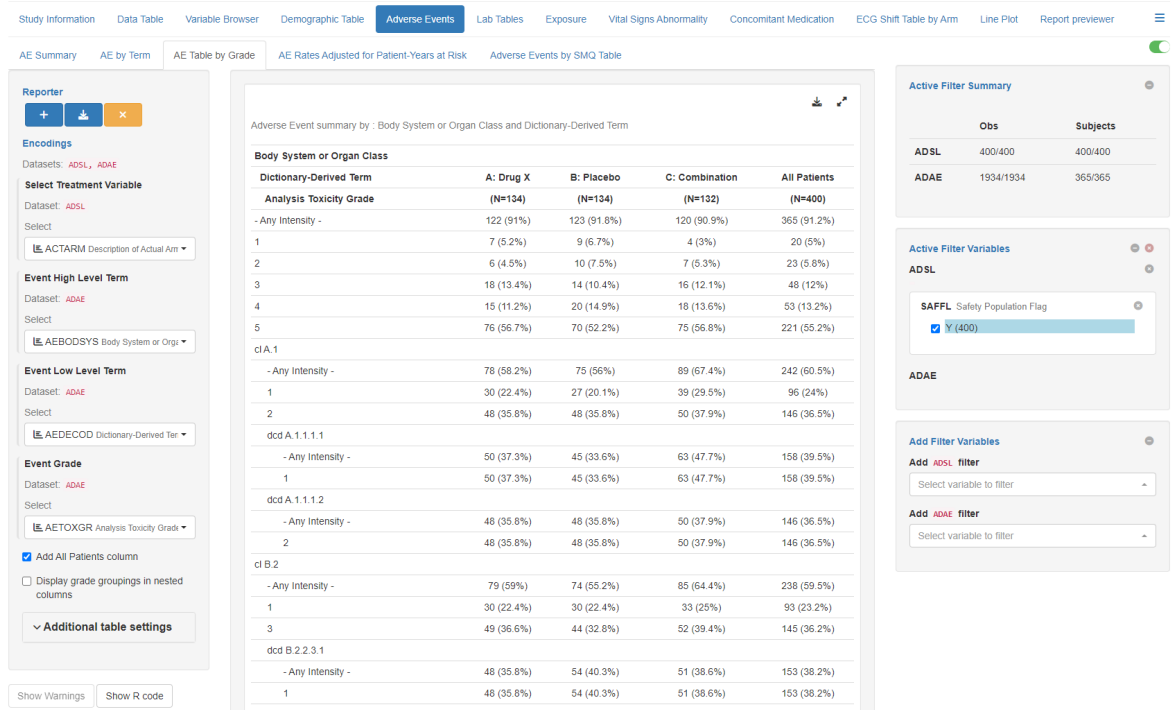 Study Information Data Table Variable Browser Demographic Table Adverse Events Lab Tables Exposure Vital Signs Abnormality Concomitant Medication ECG Shift Table by Arm Line Plot Report previewer
AE Summary AE by Term AE Table by Grade AE Rates Adjusted for Patient-Years at Risk Adverse Events by SMQ Table
Reporter
Encodings
Datasets: ADSL, ADAE
Select Treatment Variable
Dataset: ADSL
Select
ACTARM Description of Actual Arm
Event High Level Term
Dataset: ADAE
Select
AEBODSYS Body System or Orga
Event Low Level Term
Dataset: ADAE
Select
AEDECOD Dictionary-Derived Ter
Event Grade
Dataset: ADAE
Select
AETOXGR Analysis Toxicity Grade
Add All Patients column
Display grade groupings in nested
columns
Additional table settings
Show Warnings Show R code
Adverse Event summary by : Body System or Organ Class and Dictionary-Derived Term
Body System or Organ Class
Dictionary-Derived Term A: Drug X B: Placebo C: Combination All Patients
Analysis Toxicity Grade (N=134) (N=134) (N=132) (N=400)
- Any Intensity - 122 (91%) 123 (91.8%) 120 (90.9%) 365 (91.2%)
1 7 (5.2%) 9 (6.7%) 4 (3%) 20 (5%)
2 6 (4.5%) 10 (7.5%) 7 (5.3%) 23 (5.8%)
3 18 (13.4%) 14 (10.4%) 16 (12.1%) 48 (12%)
4 15 (11.2%) 20 (14.9%) 18 (13.6%) 53 (13.2%)
5 76 (56.7%) 70 (52.2%) 75 (56.8%) 221 (55.2%)
cl A.1
- Any Intensity - 78 (58.2%) 75 (56%) 89 (67.4%) 242 (60.5%)
1 30 (22.4%) 27 (20.1%) 39 (29.5%) 96 (24%)
2 48 (35.8%) 48 (35.8%) 50 (37.9%) 146 (36.5%)
dcd A.1.1.1.1
- Any Intensity - 50 (37.3%) 45 (33.6%) 63 (47.7%) 158 (39.5%)
1 50 (37.3%) 45 (33.6%) 63 (47.7%) 158 (39.5%)
dcd A.1.1.1.2
- Any Intensity - 48 (35.8%) 48 (35.8%) 50 (37.9%) 146 (36.5%)
2 48 (35.8%) 48 (35.8%) 50 (37.9%) 146 (36.5%)
cl B.2
- Any Intensity - 79 (59%) 74 (55.2%) 85 (64.4%) 238 (59.5%)
1 30 (22.4%) 30 (22.4%) 33 (25%) 93 (23.2%)
3 49 (36.6%) 44 (32.8%) 52 (39.4%) 145 (36.2%)
dcd B.2.2.3.1
- Any Intensity - 48 (35.8%) 54 (40.3%) 51 (38.6%) 153 (38.2%)
1 48 (35.8%) 54 (40.3%) 51 (38.6%) 153 (38.2%)
Active Filter Summary
Obs Subjects
ADSL 400/400 400/400
ADAE 1934/1934 365/365
Active Filter Variables
ADSL
SAFFL Safety Population Flag
Y (400)
ADAE
Add Filter Variables
Add ADSL filter
Select variable to filter
Add ADAE filter
Select variable to filter